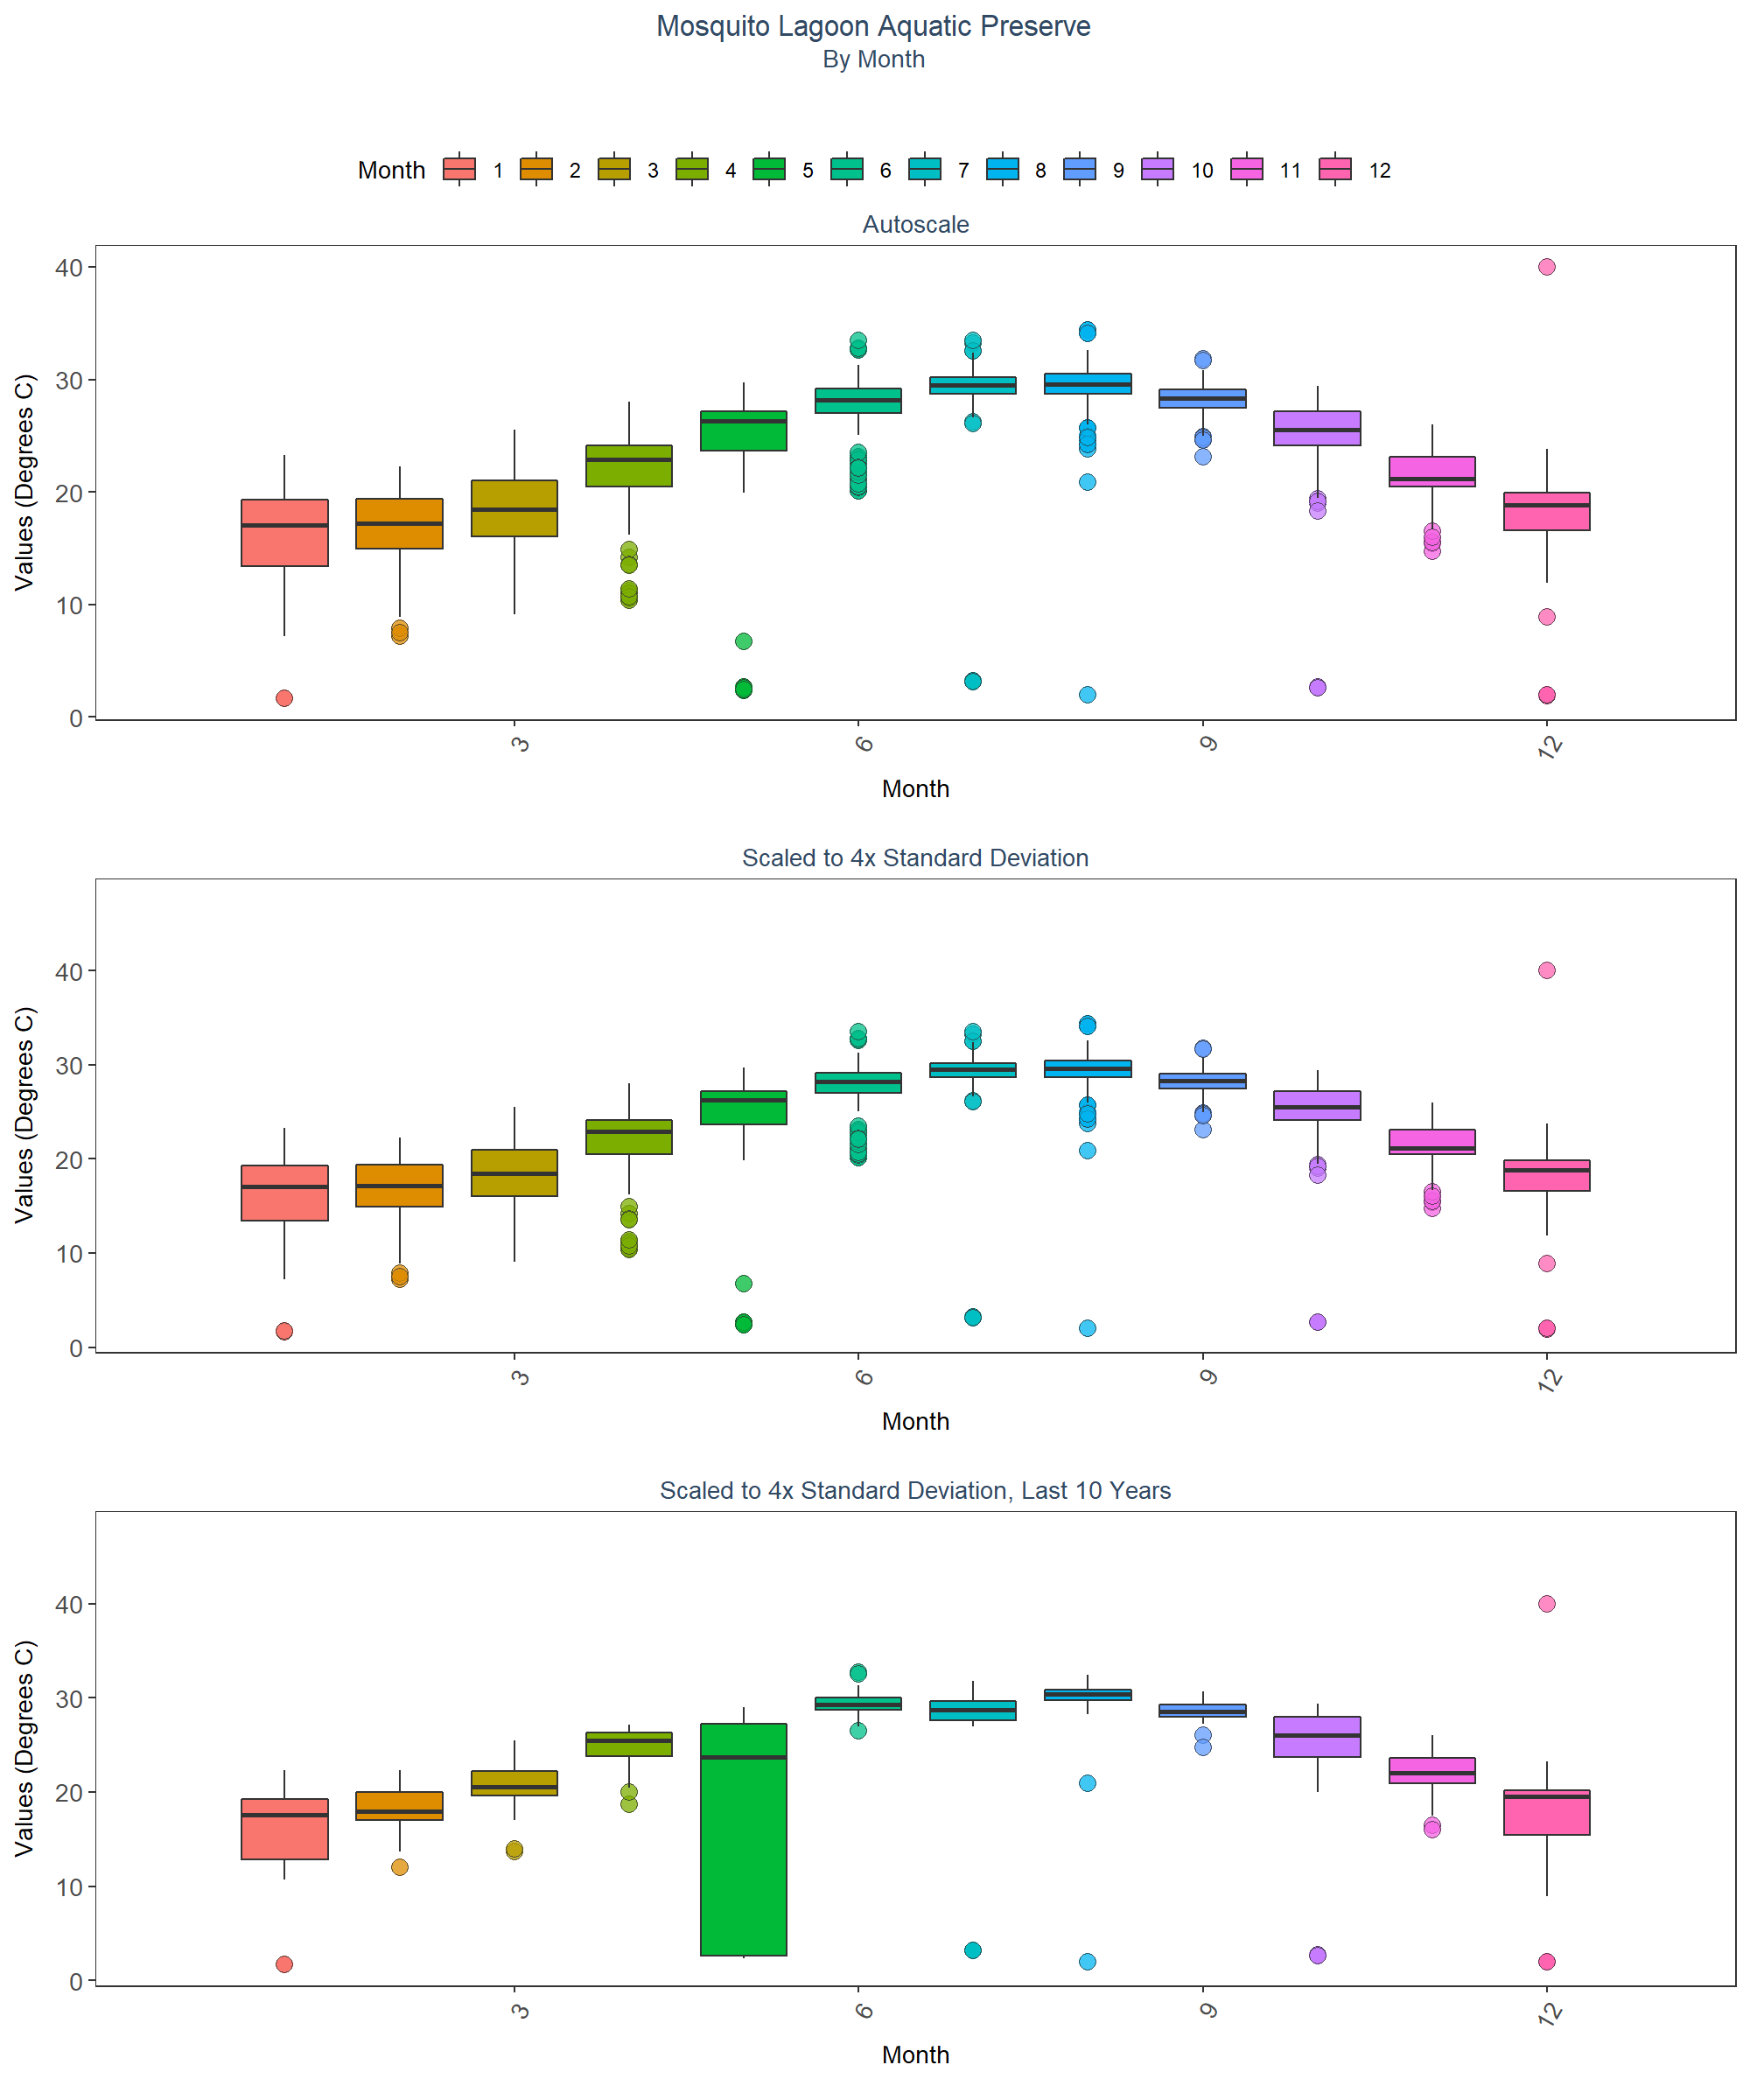 Mosquito Lagoon Aquatic Preserve
By Month
Month 1 2 3 4 5 6 7 8 9 10 11 12
Autoscale
Values (Degrees C)
40
30
20
10
0
3 6 9 12
Month
Scaled to 4x Standard Deviation
Values (Degrees C)
40
30
20
10
0
3 6 9 12
Month
Scaled to 4x Standard Deviation, Last 10 Years
Values (Degrees C)
40
30
20
10
0
3 6 9 12
Month